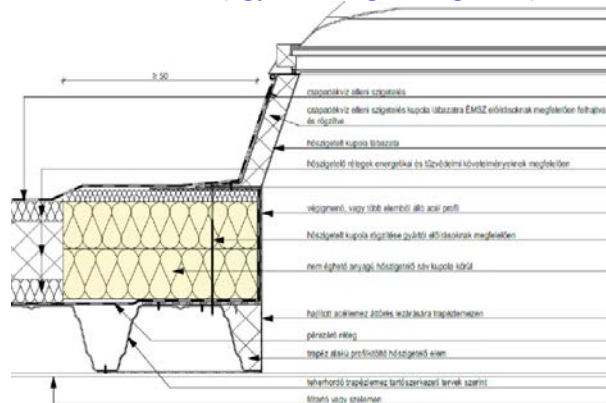 ≥ 50
csapadékvíz elleni szigetelés
csapadékvíz elleni szigetelés kupola lábazatra ÉMSZ előírásoknak megfelelően felhajtva
és rögzítve
hőszigetelt kupola lábazata
hőszigetelő rétegek energetikai és tűzvédelmi követelményeknek megfelelően
végigmenő, vagy több elemből álló acél profil
hőszigetelt kupola rögzítése gyártói előírásoknak megfelelően
nem éghető anyagú hőszigetelő sáv kupola körül
hajlított acéllemez áttörés lezárására trapézlemezen
párazáró réteg
trapéz alakú profilkitöltő hőszigetelő elem
teherhordó trapézlemez tartószerkezeti tervek szerint
főtartó vagy szelemen